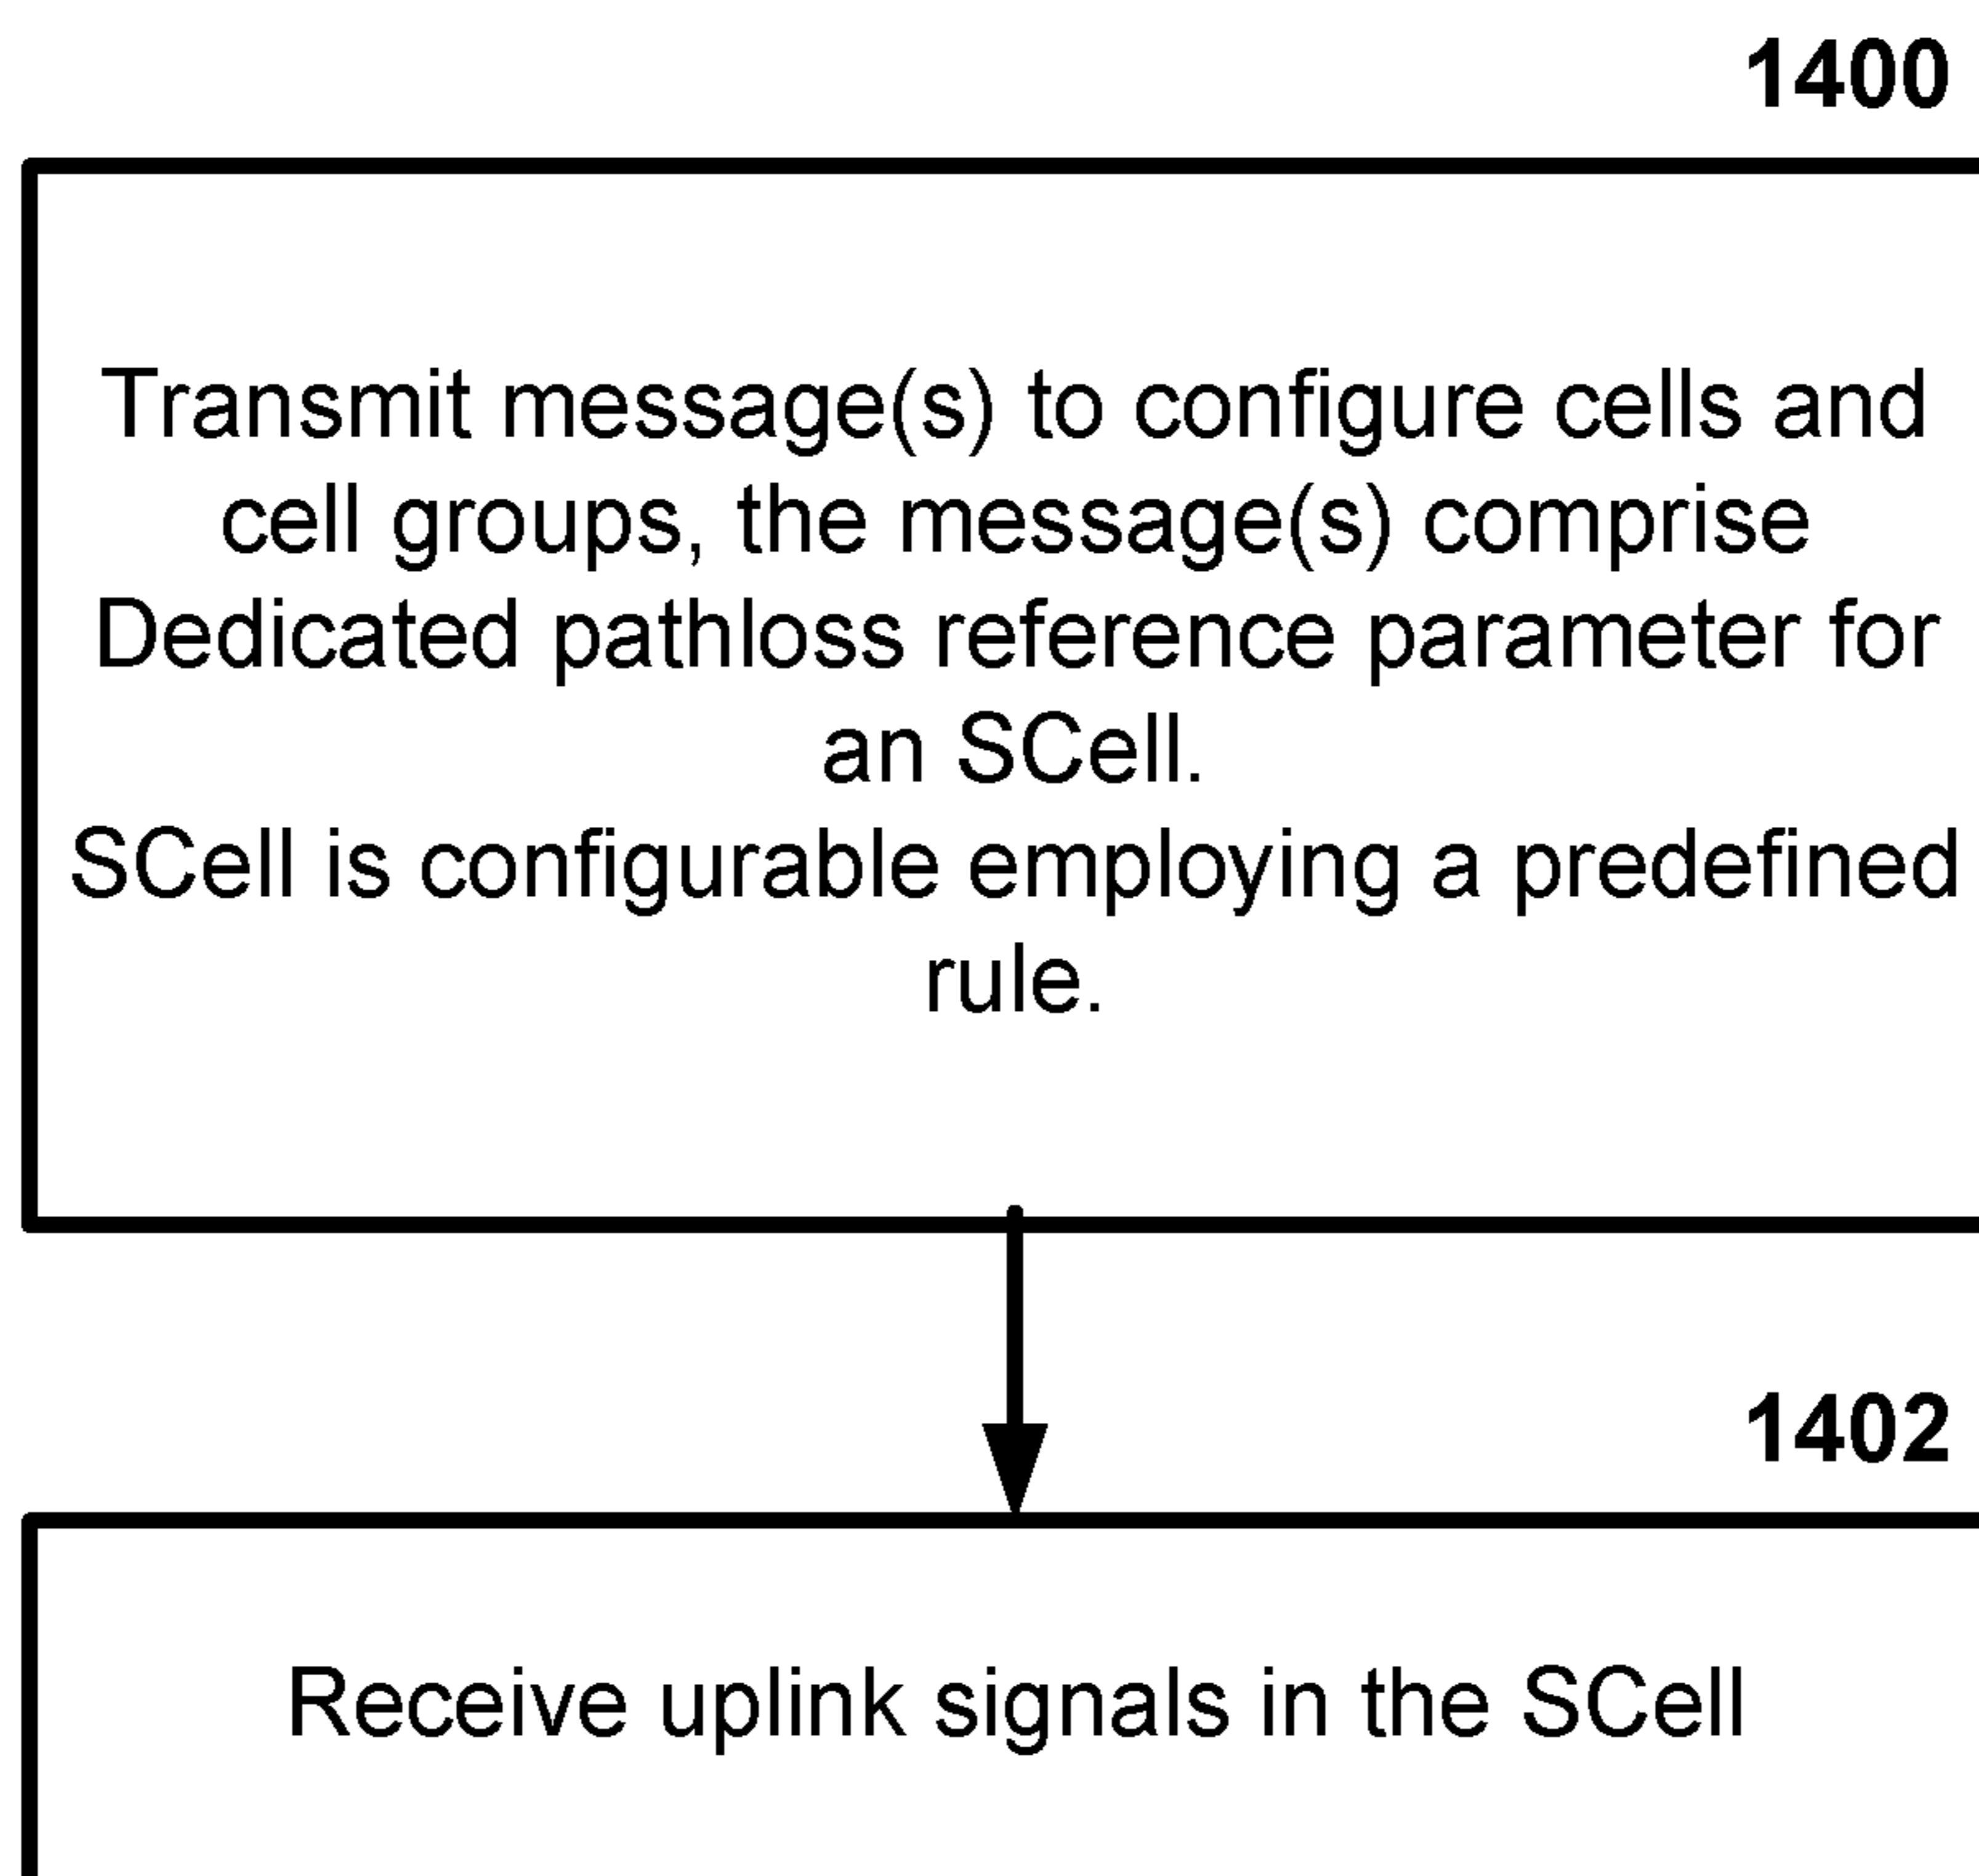 1400
Transmit message(s) to configure cells and
cell groups, the message(s) comprise
Dedicated pathloss reference parameter for
an SCell.
SCell is configurable employing a predefined
rule.
1402
Receive uplink signals in the SCell